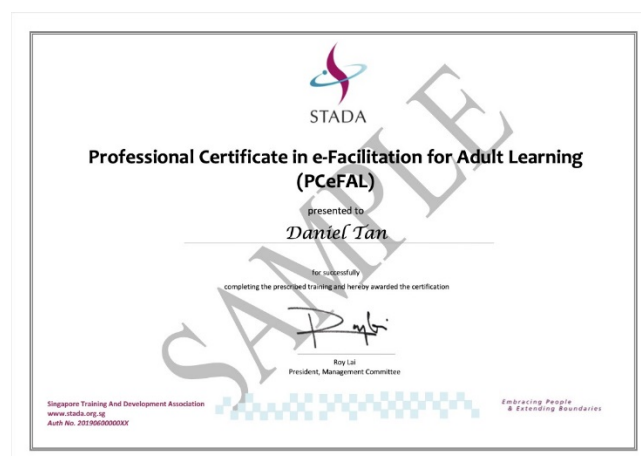 STADA
Professional Certificate in e-Facilitation for Adult Learning
(PCeFAL)
presented to
Daniel Tan
for successfully
completing the prescribed training and hereby awarded the certification
Roy Lai
President, Management Committee
Singapore Training And Development Association
www.stada.org.sg
Auth No. 20190600000XX
Embracing People
& Extending Boundaries
SAMPLE